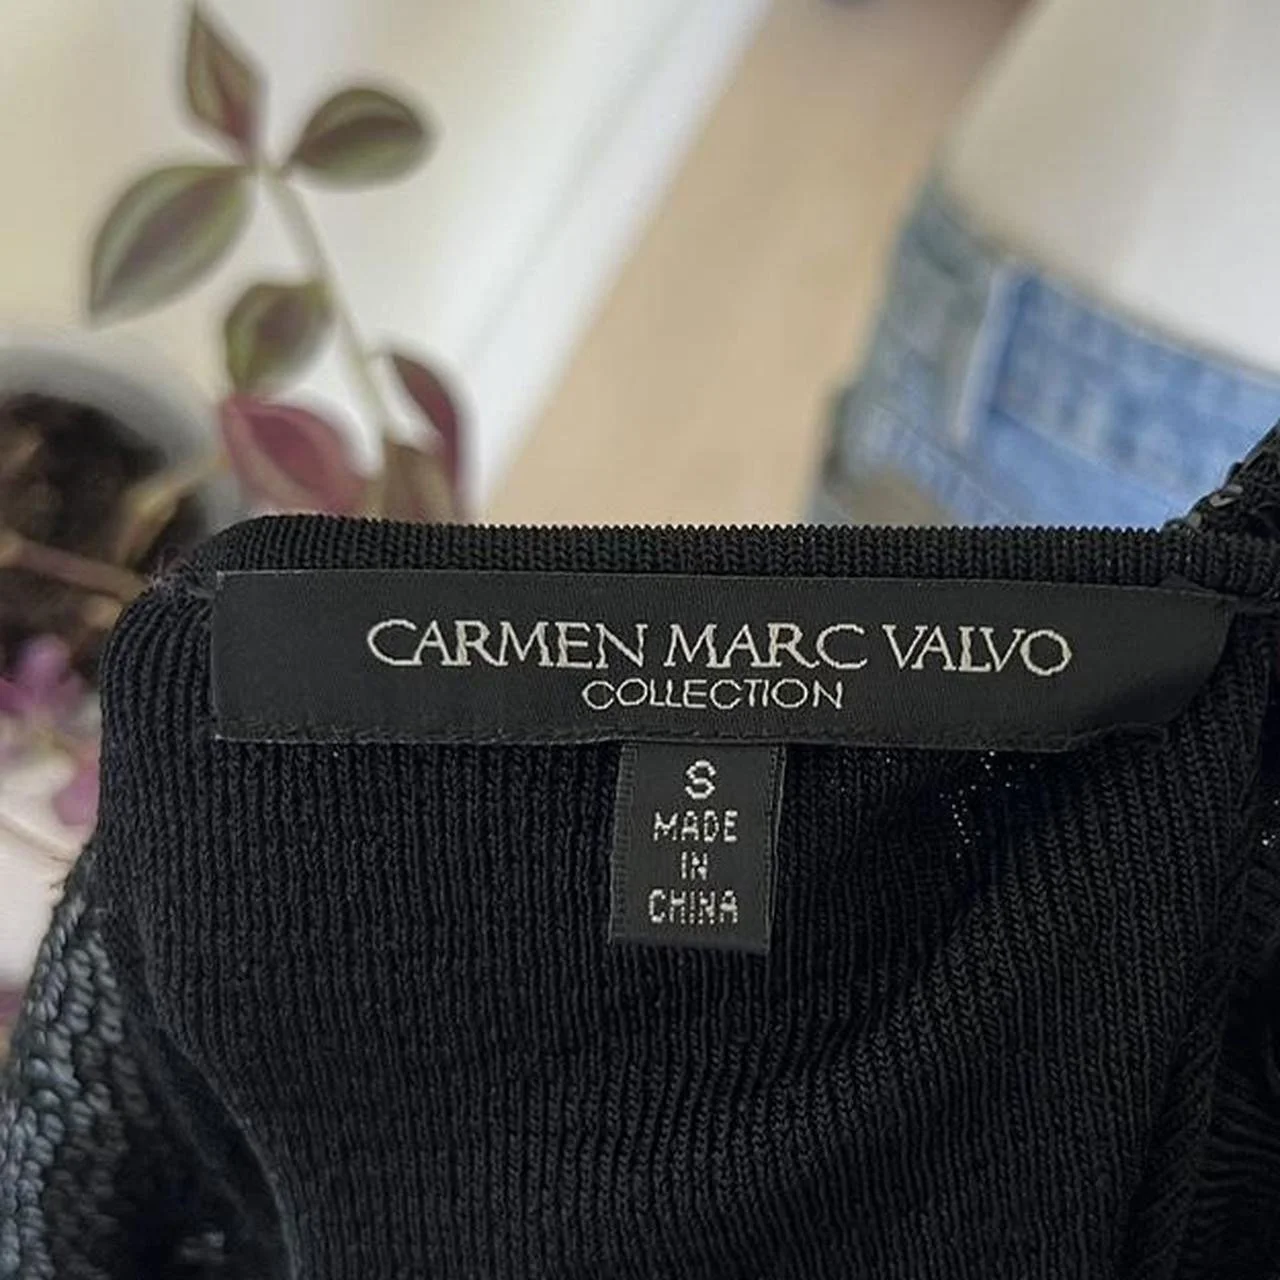 CARMEN MARC VALVO
COLLECTION
S
MADE
IN
CHINA